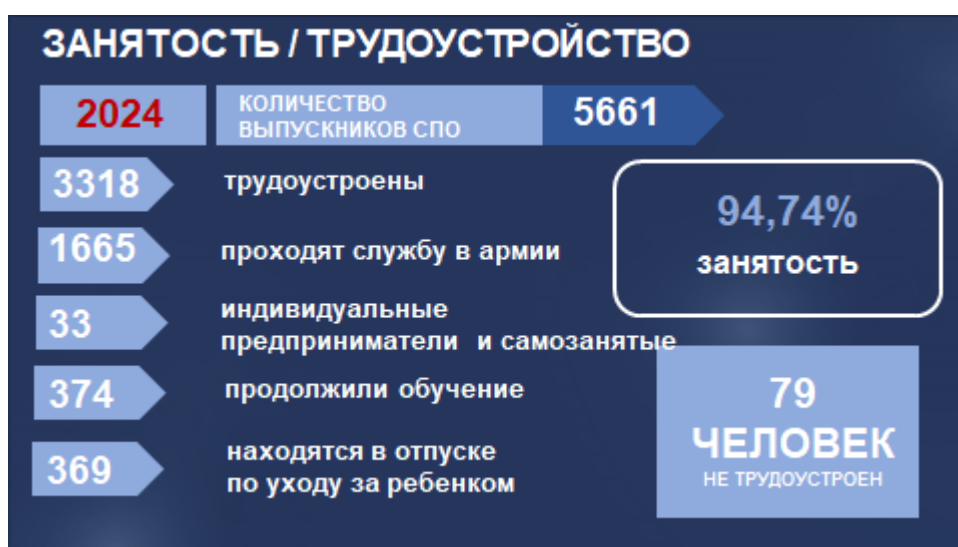 ЗАНЯТОСТЬ / ТРУДОУСТРОЙСТВО
2024
КОЛИЧЕСТВО
ВЫПУСКНИКОВ СПО
5661
3318
трудоустроены
1665
проходят службу в армии
33
индивидуальные
предприниматели и самозанятые
374
продолжили обучение
369
находятся в отпуске
по уходу за ребенком
94,74%
занятость
79
ЧЕЛОВЕК
НЕ ТРУДОУСТРОЕН